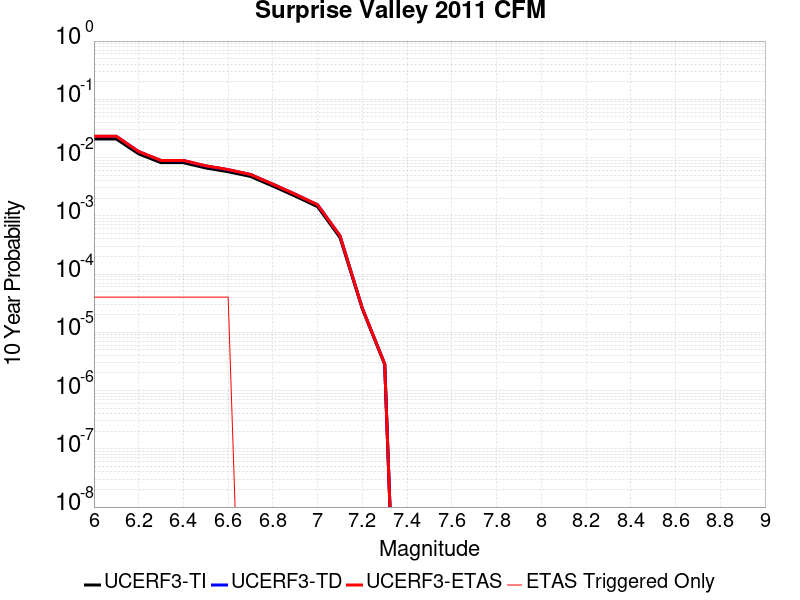 Surprise Valley 2011 CFM
10 0
10 -1
10 -2
10 -3
10 -4
10 -5
10 -6
10 -7
10 -8
10 Year Probability
6 6.2 6.4 6.6 6.8 7 7.2 7.4 7.6 7.8 8 8.2 8.4 8.6 8.8 9
Magnitude
UCERF3-TI UCERF3-TD UCERF3-ETAS ETAS Triggered Only